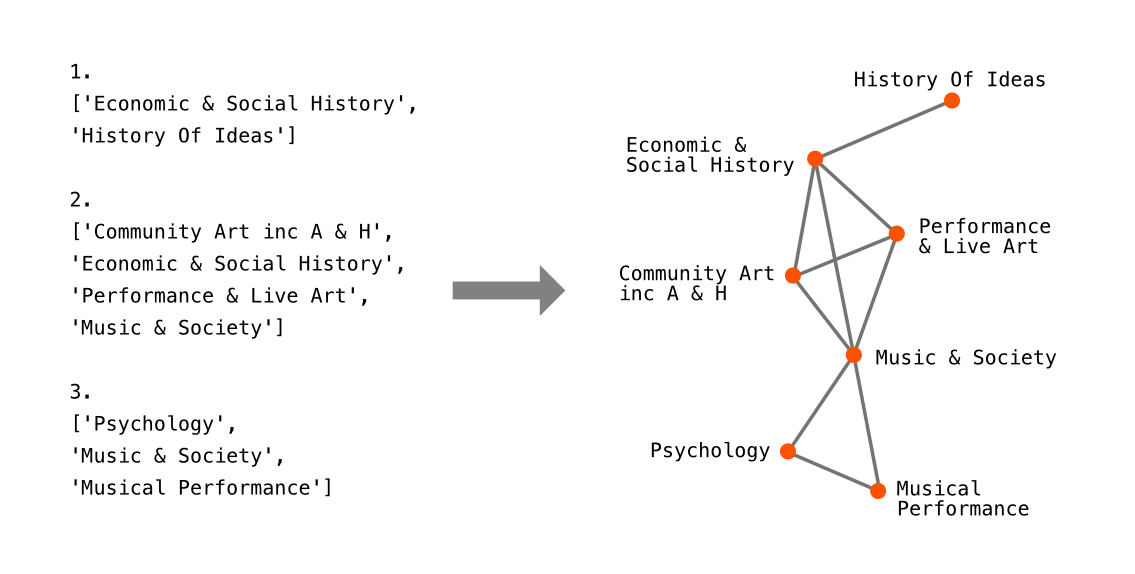 1.
['Economic & Social History',
'History Of Ideas']
2.
['Community Art inc A & H',
'Economic & Social History',
'Performance & Live Art',
'Music & Society']
3.
['Psychology',
'Music & Society',
'Musical Performance']
History Of Ideas
Economic &
Social History
Performance
& Live Art
Community Art
inc A & H
Music & Society
Psychology
Musical
Performance